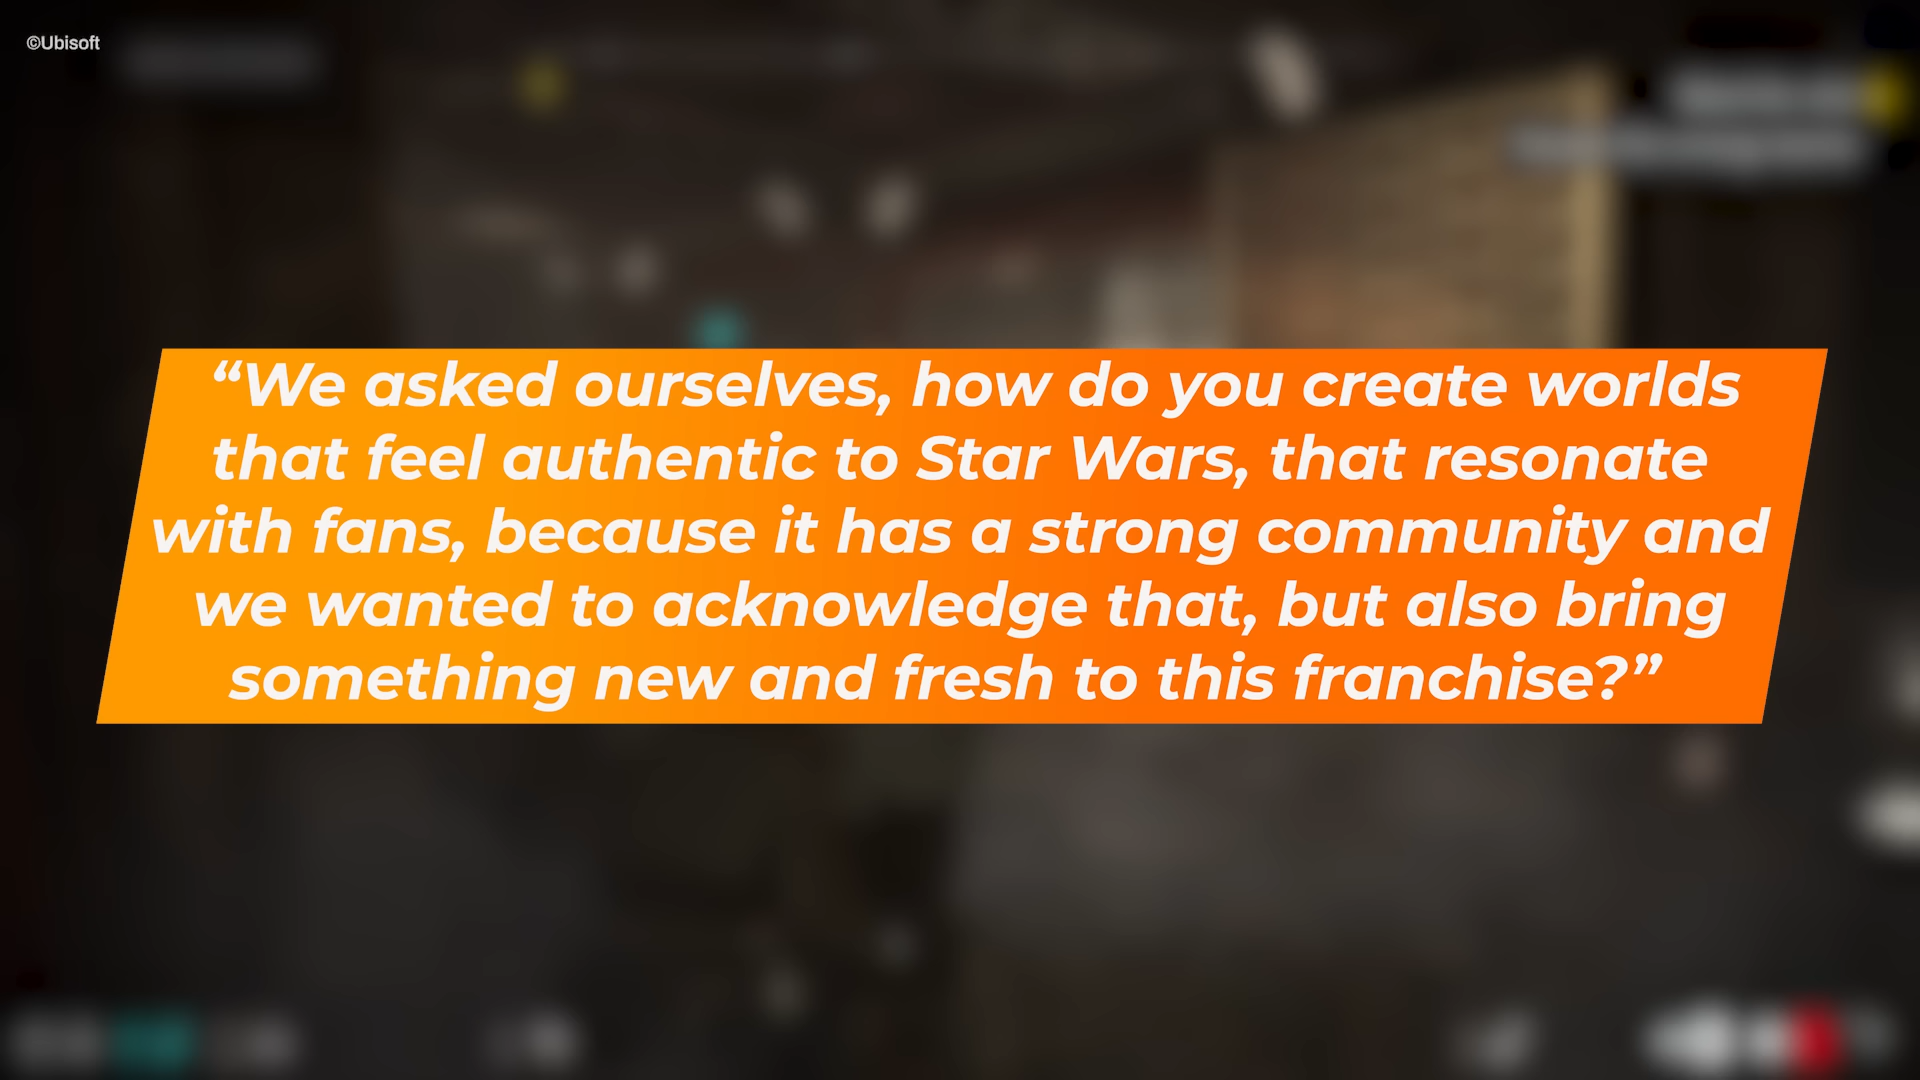 ©Ubisoft
“We asked ourselves, how do you create worlds
that feel authentic to Star Wars, that resonate
with fans, because it has a strong community and
we wanted to acknowledge that, but also bring
something new and fresh to this franchise?”